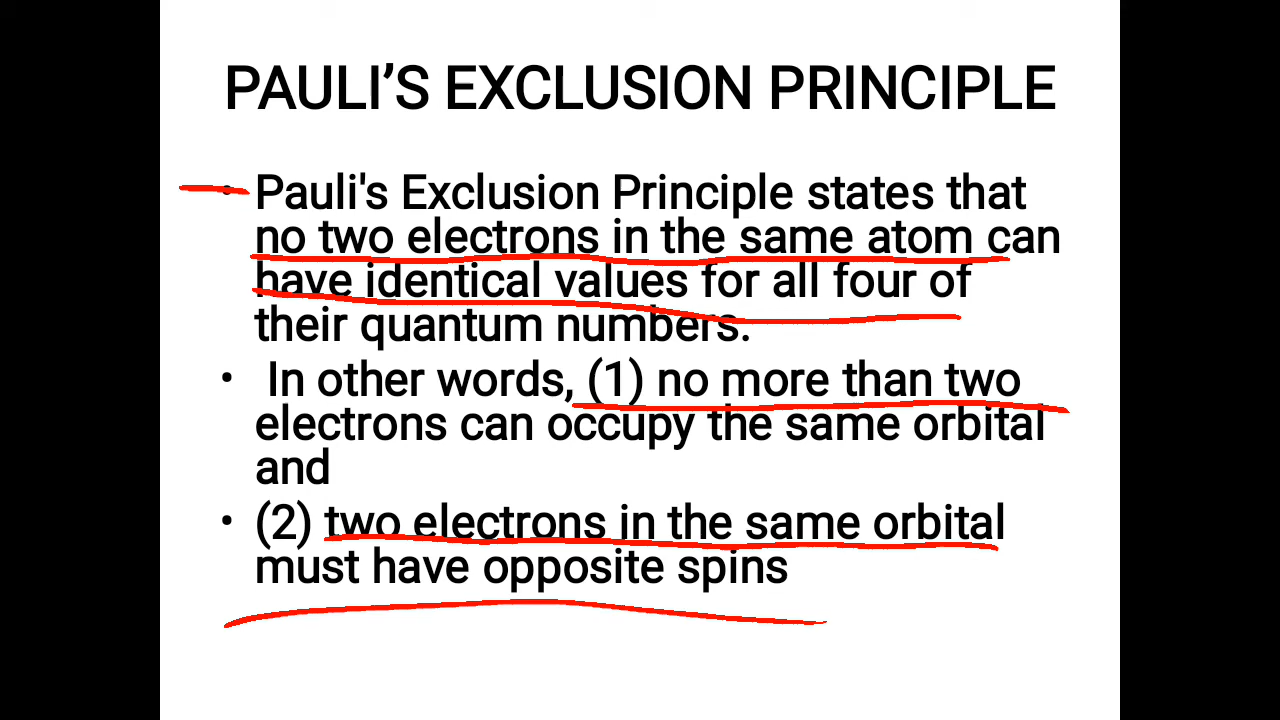 PAULI’S EXCLUSION PRINCIPLE
• Pauli's Exclusion Principle states that
no two electrons in the same atom can
have identical values for all four of
their quantum numbers.
• In other words, (1) no more than two
electrons can occupy the same orbital
and
• (2) two electrons in the same orbital
must have opposite spins